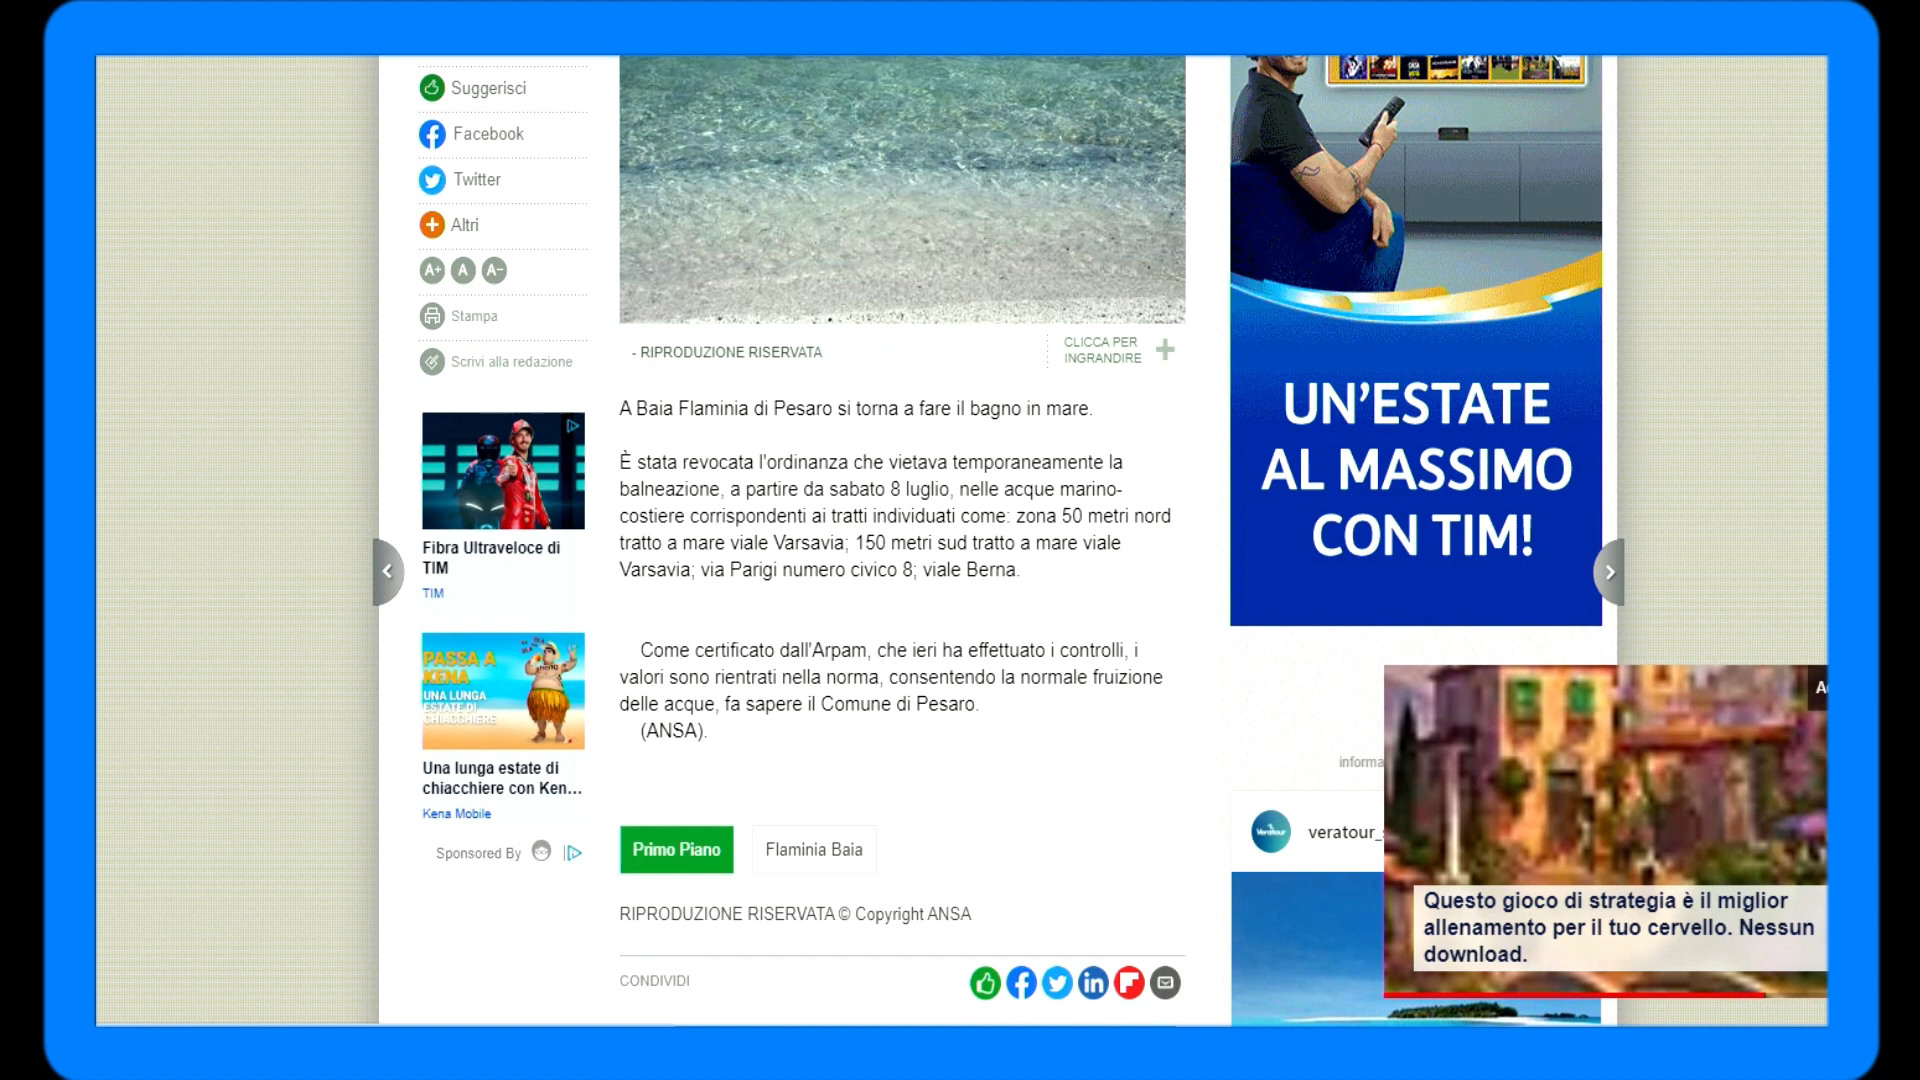 Suggerisci
Facebook
Twitter
Altri
A+ A A-
Stampa
Scrivi alla redazione
Fibra Ultraveloce di
TIM
TIM
PASSA A
KENA
UNA LUNGA
ESTATE DI
CHIACCHIERE
Una lunga estate di
chiacchiere con Ken...
Kena Mobile
Sponsored By
- RIPRODUZIONE RISERVATA
CLICCA PER
INGRANDIRE
A Baia Flaminia di Pesaro si torna a fare il bagno in mare.
È stata revocata l'ordinanza che vietava temporaneamente la
balneazione, a partire da sabato 8 luglio, nelle acque marino-
costiere corrispondenti ai tratti individuati come: zona 50 metri nord
tratto a mare viale Varsavia; 150 metri sud tratto a mare viale
Varsavia; via Parigi numero civico 8; viale Berna.
Come certificato dall'Arpam, che ieri ha effettuato i controlli, i
valori sono rientrati nella norma, consentendo la normale fruizione
delle acque, fa sapere il Comune di Pesaro.
(ANSA).
Primo Piano
Flaminia Baia
RIPRODUZIONE RISERVATA © Copyright ANSA
CONDIVIDI
UN'ESTATE
AL MASSIMO
CON TIM!
informa
Veratour
veratour_
Questo gioco di strategia è il miglior
allenamento per il tuo cervello. Nessun
download.